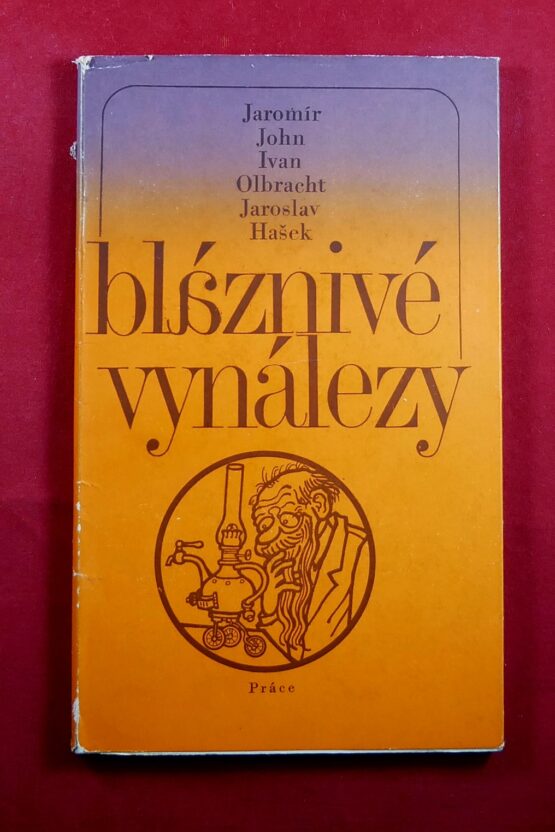 Jaromír
John
Ivan
Olbracht
Jaroslav
Hašek
bláznivé
vynálezy
Práce